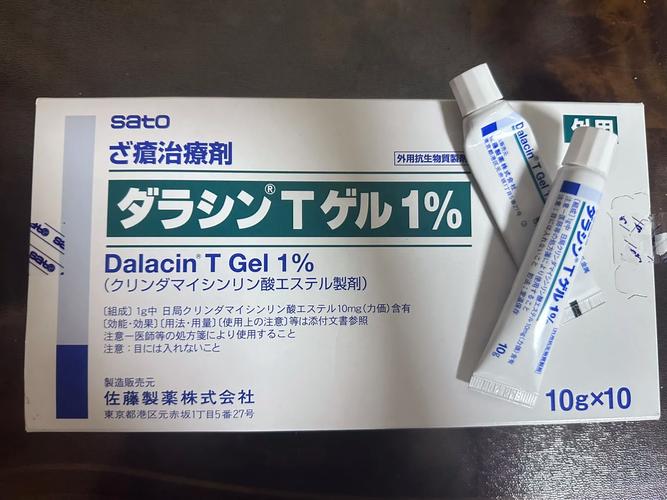 sato
ざ瘡治療剤
外用抗生物質製剤
外用
ダラシン®Tゲル1%
Dalacin® T Gel 1%
(クリンダマイシンリン酸エステル製剤)
〔組成〕1g中 日局クリンダマイシンリン酸エステル10mg(力価)含有
〔効能・効果〕〔用法・用量〕〔使用上の注意〕等は添付文書参照
注意−医師等の処方箋により使用すること
注意:目には入れないこと
製造販売元
佐藤製薬株式会社
東京都港区元赤坂1丁目5番27号
10g×10
Dalacin® T Gel
ダラシン®Tゲル1%
10g